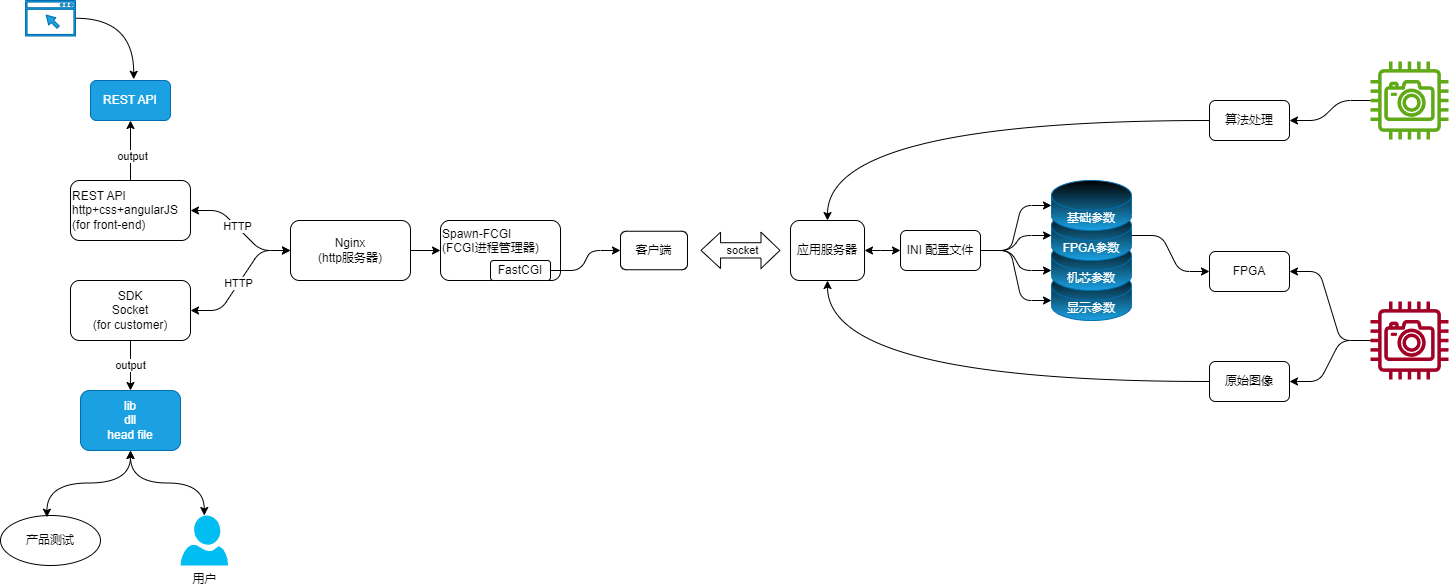 REST API
output
REST API
http+css+angularJS
(for front-end)
HTTP
HTTP
SDK
Socket
(for customer)
output
lib
dll
head file
产品测试
用户
Nginx
(http服务器)
Spawn-FCGI
(FCGI进程管理器)
FastCGI
客户端
socket
应用服务器
INI 配置文件
基础参数
FPGA参数
机芯参数
显示参数
算法处理
FPGA
原始图像